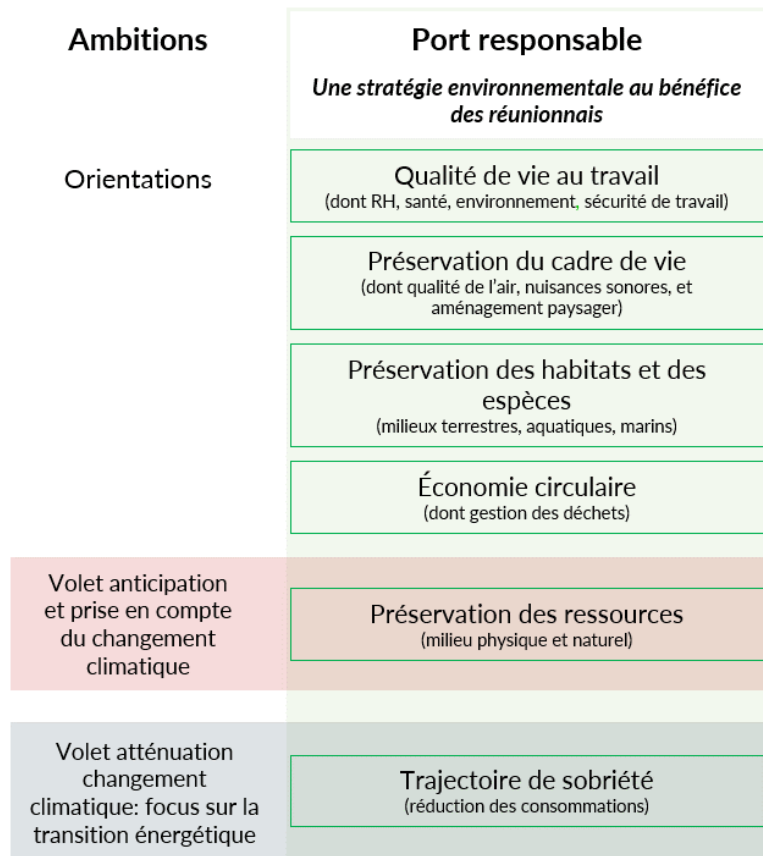 Ambitions
Port responsable
Une stratégie environnementale au bénéfice
des réunionnais
Orientations
Qualité de vie au travail
(dont RH, santé, environnement, sécurité de travail)
Préservation du cadre de vie
(dont qualité de l'air, nuisances sonores, et
aménagement paysager)
Préservation des habitats et des
espèces
(milieux terrestres, aquatiques, marins)
Économie circulaire
(dont gestion des déchets)
Volet anticipation
et prise en compte
du changement
climatique
Préservation des ressources
(milieu physique et naturel)
Volet atténuation
changement
climatique: focus sur la
transition énergétique
Trajectoire de sobriété
(réduction des consommations)